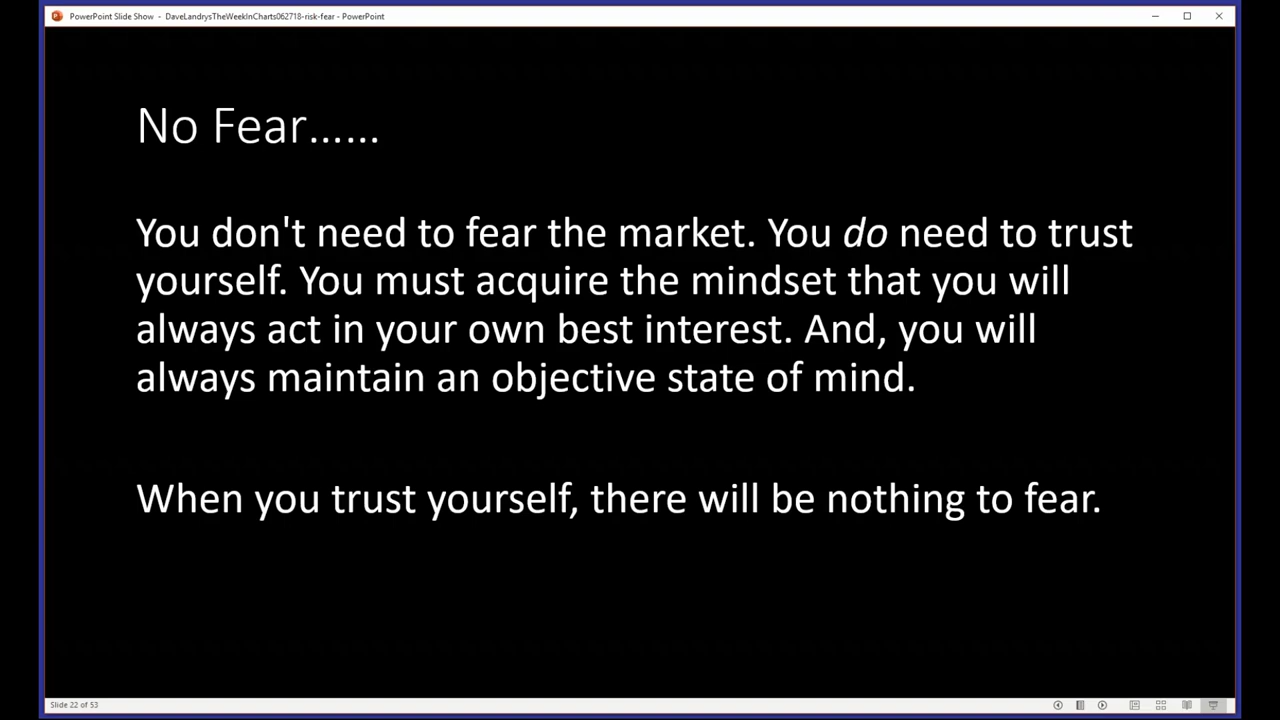 PowerPoint Slide Show - DaveLandrysTheWeekInCharts062718-risk-fear - PowerPoint
No Fear......
You don't need to fear the market. You do need to trust
yourself. You must acquire the mindset that you will
always act in your own best interest. And, you will
always maintain an objective state of mind.
When you trust yourself, there will be nothing to fear.
Slide 22 of 53